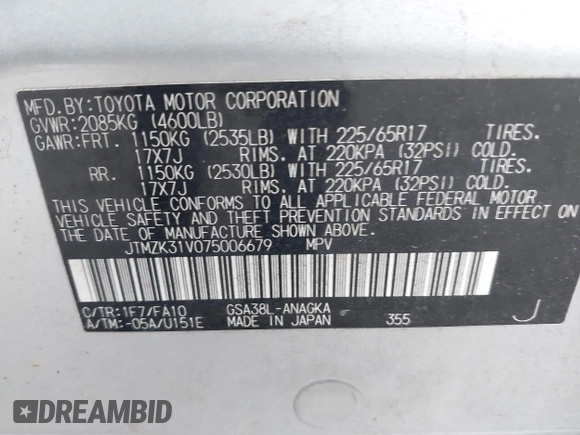 MFD.BY:TOYOTA MOTOR CORPORATION
GVWR:2085KG (4600LB)
GAWR:FRT. 1150KG (2535LB) WITH 225/65R17 TIRES.
17X7J RIMS. AT 220KPA (32PSI) COLD.
RR. 1150KG (2530LB) WITH 225/65R17 TIRES.
17X7J RIMS. AT 220KPA (32PSI) COLD.
THIS VEHICLE CONFORMS TO ALL APPLICABLE FEDERAL MOTOR
VEHICLE SAFETY AND THEFT PREVENTION STANDARDS IN EFFECT ON
THE DATE OF MANUFACTURE SHOWN ABOVE.
JTMZK31V075006679 MPV
C/TR:1F7/FA10 GSA38L-ANAGKA
A/TM:-05A/U151E MADE IN JAPAN 355 J
DREAMBID